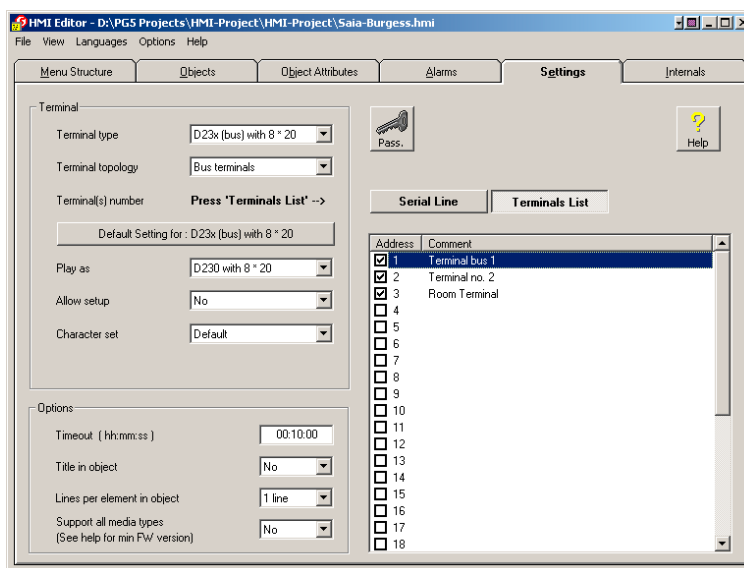 HMI Editor - D:\PG5 Projects\HMI-Project\HMI-Project\Saia-Burgess.hmi
File View Languages Options Help
Menu Structure Objects Object Attributes Alarms Settings Internals
Terminal
Terminal type D23x (bus) with 8 * 20
Terminal topology Bus terminals
Terminal(s) number Press 'Terminals List' -->
Default Setting for : D23x (bus) with 8 * 20
Play as D230 with 8 * 20
Allow setup No
Character set Default
Options
Timeout ( hh:mm:ss ) 00:10:00
Title in object No
Lines per element in object 1 line
Support all media types
(See help for min FW version) No
Pass.
? Help
Serial Line Terminals List
Address Comment
1 Terminal bus 1
2 Terminal no. 2
3 Room Terminal
4
5
6
7
8
9
10
11
12
13
14
15
16
17
18